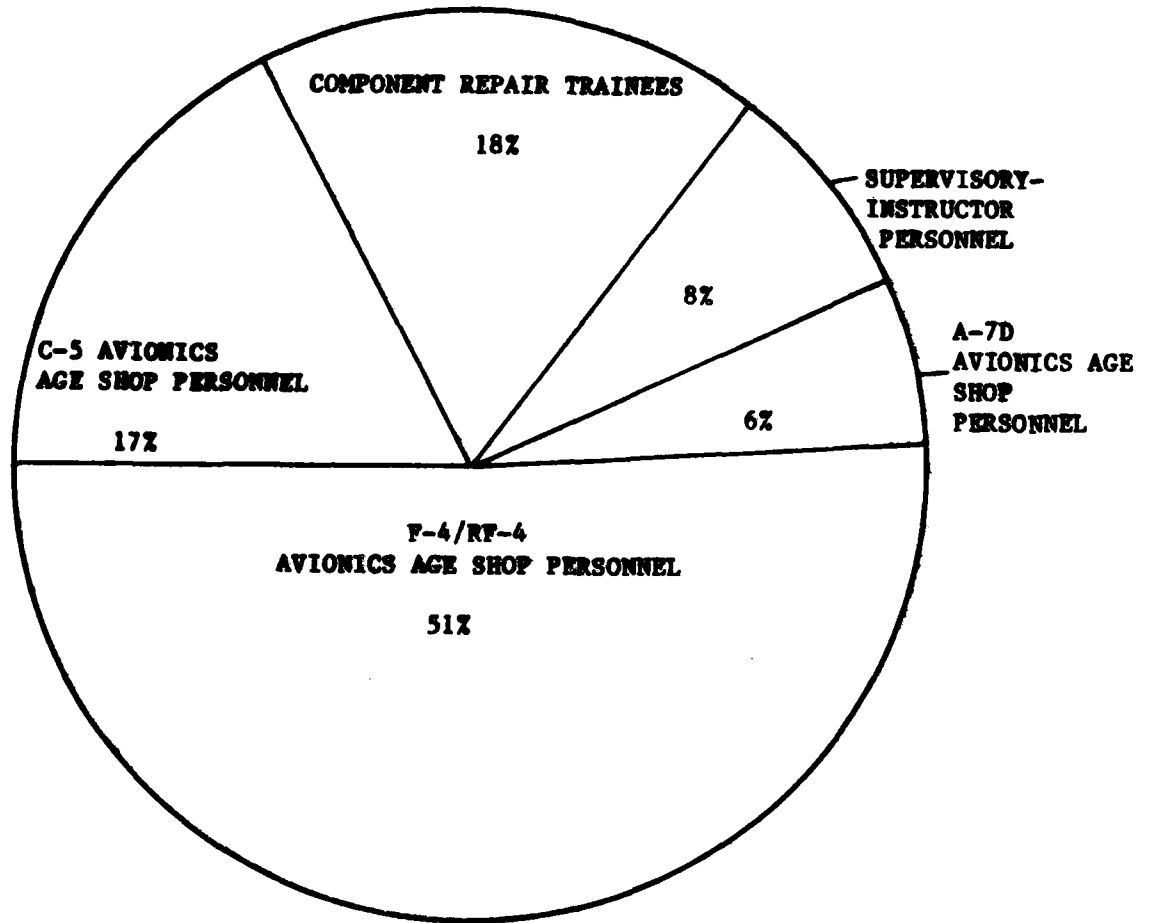 COMPONENT REPAIR TRAINEES
18%
SUPERVISORY-
INSTRUCTOR
PERSONNEL
8%
A-7D
AVIONICS AGE
SHOP
PERSONNEL
6%
C-5 AVIONICS
AGE SHOP PERSONNEL
17%
F-4/RF-4
AVIONICS AGE SHOP PERSONNEL
51%